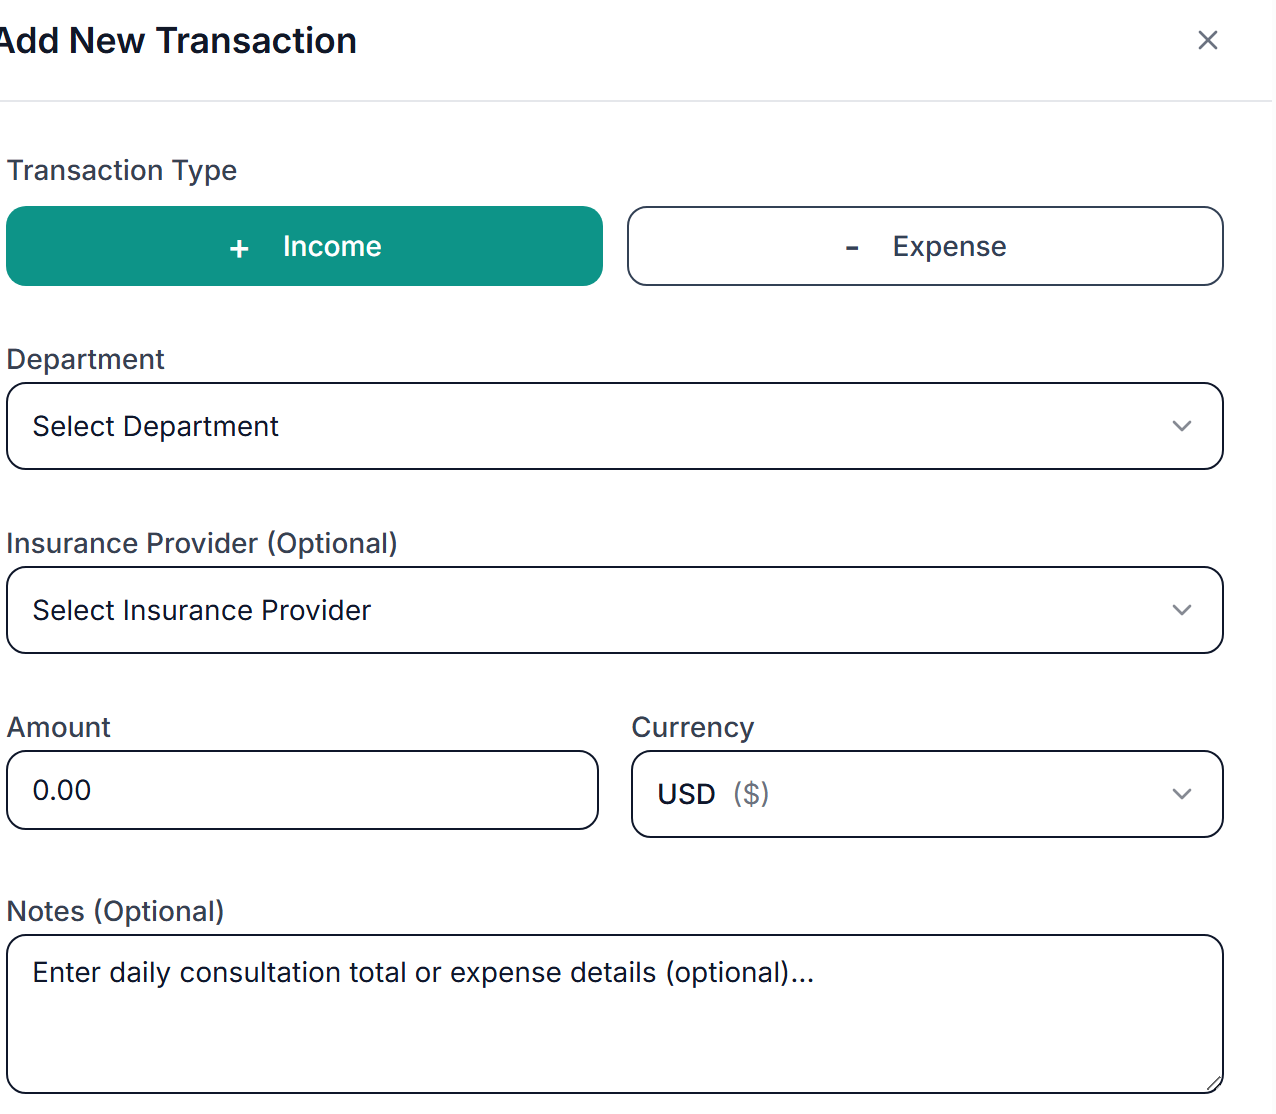 Add New Transaction
Transaction Type
+ Income
- Expense
Department
Select Department
Insurance Provider (Optional)
Select Insurance Provider
Amount
Currency
0.00
USD ($)
Notes (Optional)
Enter daily consultation total or expense details (optional)...